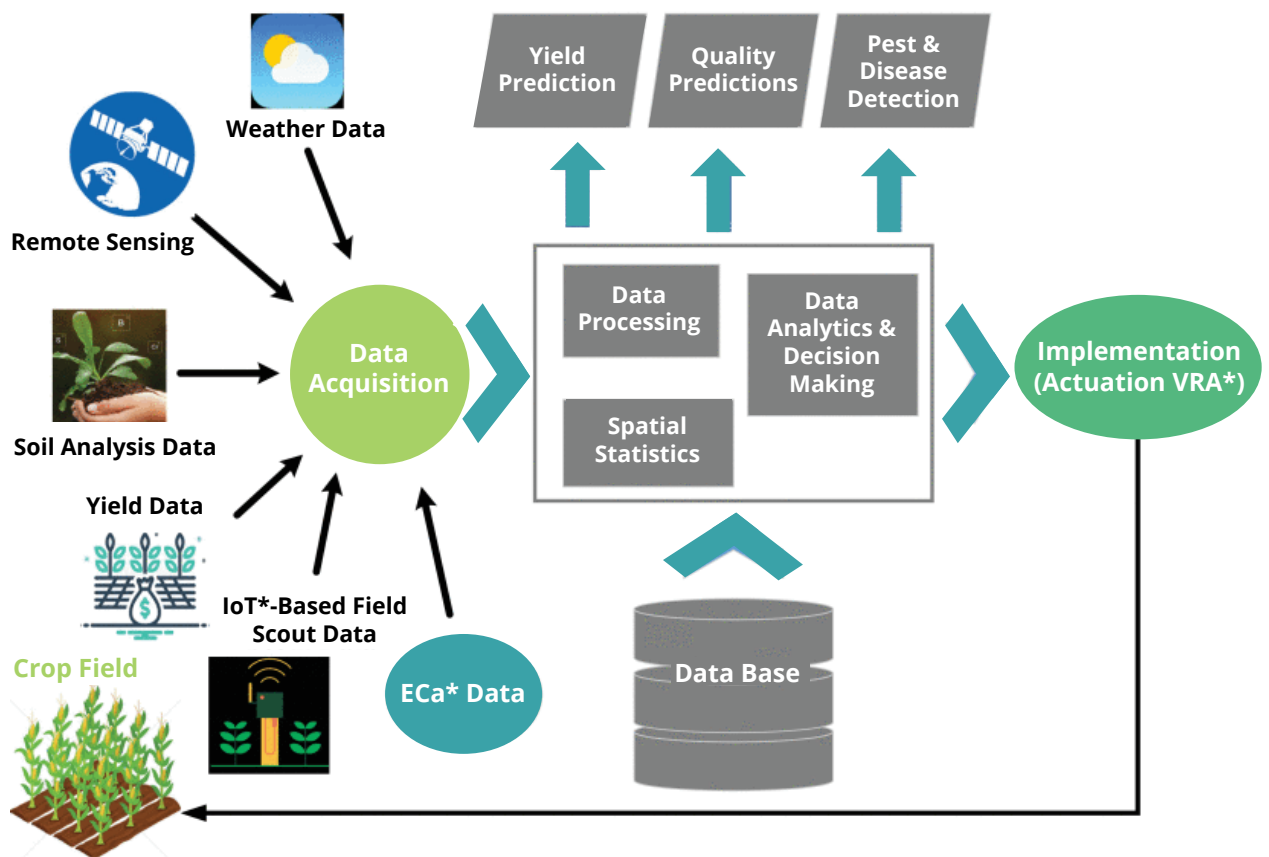 Weather Data
Remote Sensing
Soil Analysis Data
Yield Data
IoT*-Based Field
Scout Data
ECa* Data
Crop Field
Data
Acquisition
Yield
Prediction
Quality
Predictions
Pest &
Disease
Detection
Data
Processing
Data
Analytics &
Decision
Making
Spatial
Statistics
Data Base
Implementation
(Actuation VRA*)